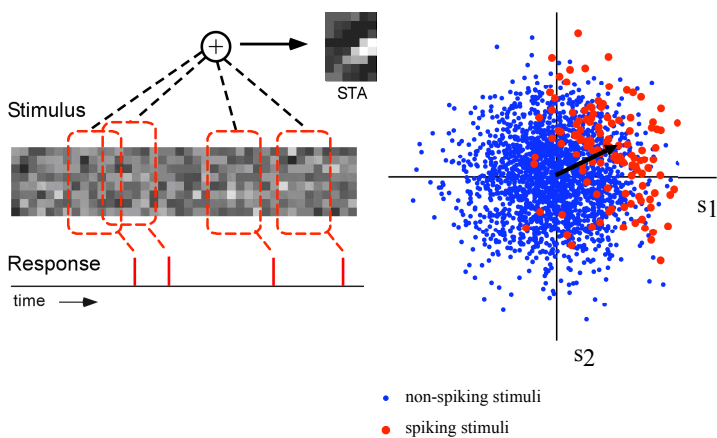 +
STA
Stimulus
Response
time
s1
s2
non-spiking stimuli
spiking stimuli